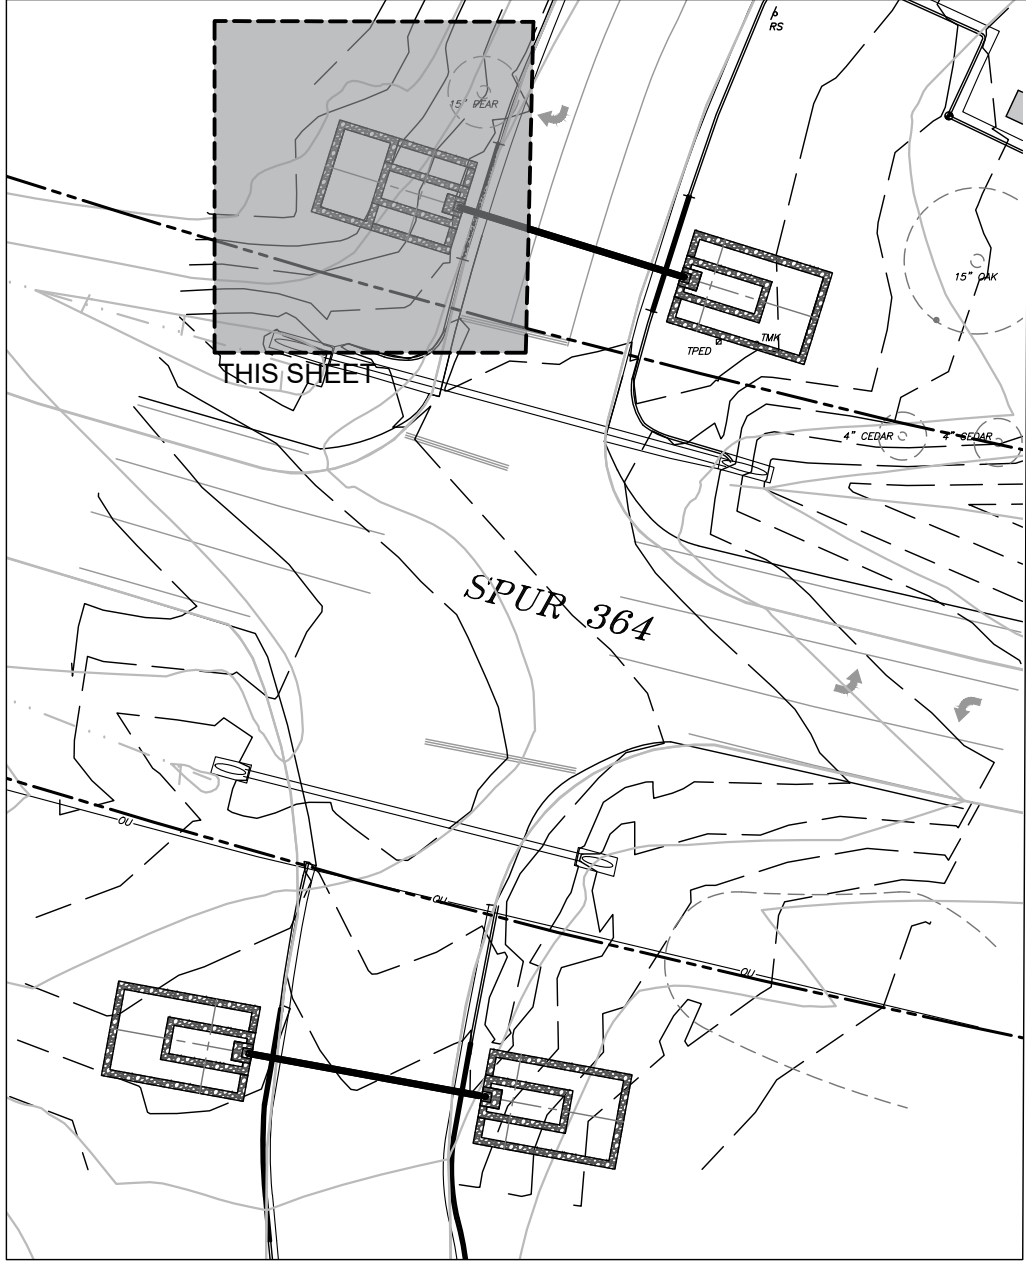 RS
15" PEAR
15" OAK
TMK
TPED
THIS SHEET
4" CEDAR
4" CEDAR
SPUR 364
OU
OU
OU